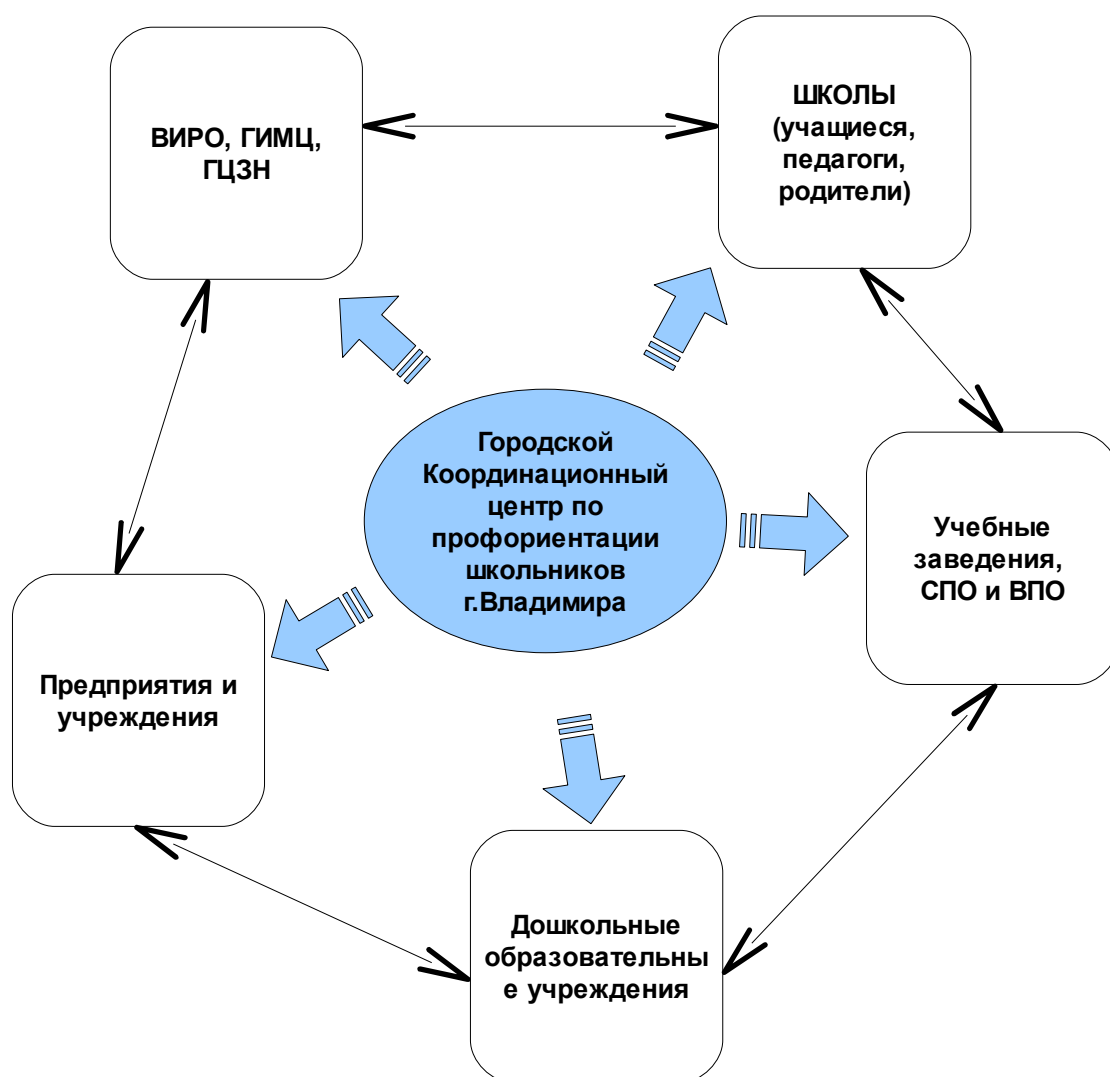 ВИРО, ГИМЦ,
ГЦЗН
ШКОЛЫ
(учащиеся,
педагоги,
родители)
Городской
Координационный
центр по
профориентации
школьников
г.Владимира
Учебные
заведения,
СПО и ВПО
Предприятия и
учреждения
Дошкольные
образовательны
е учреждения